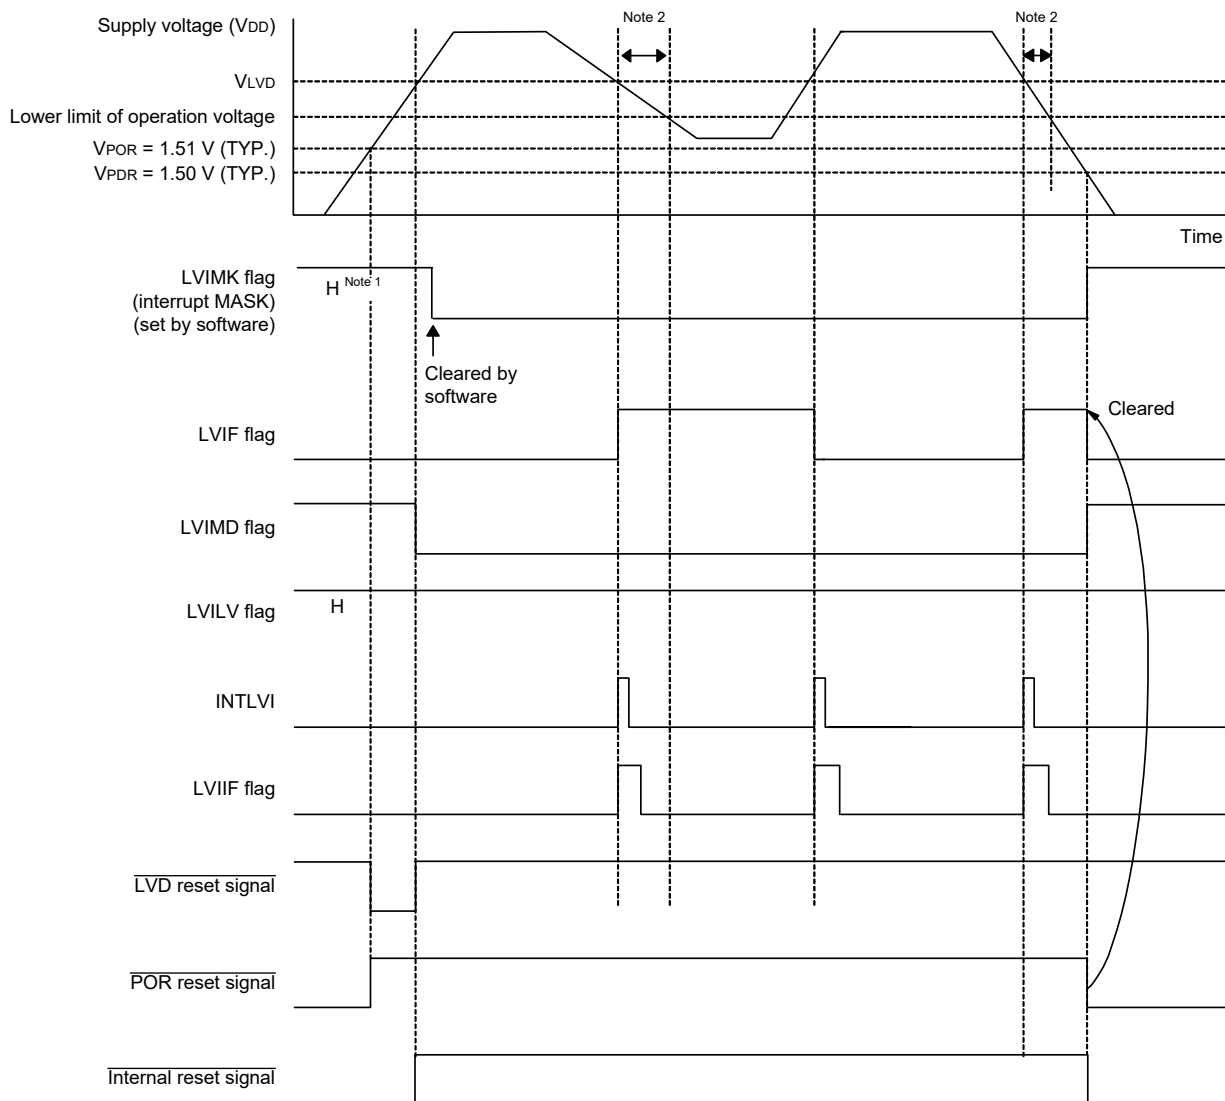 Note 2
Note 2
Supply voltage (VDD)
VLVD
Lower limit of operation voltage
VPOR = 1.51 V (TYP.)
VPDR = 1.50 V (TYP.)
Time
LVIMK flag
(interrupt MASK)
(set by software)
H Note 1
Cleared by
software
Cleared
LVIF flag
LVIMD flag
LVILV flag
H
INTLVI
LVIIF flag
LVD reset signal
POR reset signal
Internal reset signal